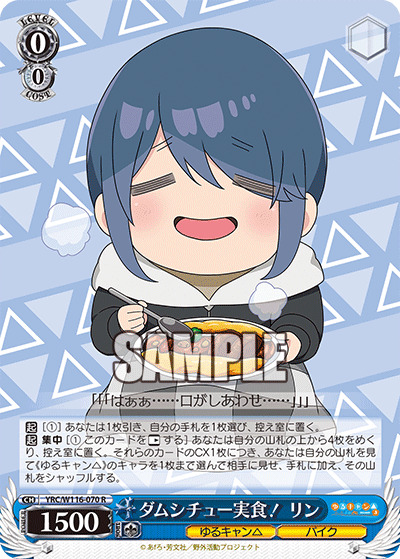 LEVEL
0
0
COST
SAMPLE
「「「はぁぁ……口がしあわせ……」」」
起 [①] あなたは1枚引き、自分の手札を1枚選び、控え室に置く。
起 集中 [① このカードを する] あなたは自分の山札の上から4枚をめく
り、控え室に置く。それらのカードのCX1枚につき、あなたは自分の山札を
見て《ゆるキャン△》のキャラを1枚まで選んで相手に見せ、手札に加え、その山
札をシャッフルする。
CH YRC/W116-070 R
1500
ダムシチュー実食! リン
ゆるキャン△
バイク
© あfろ・芳文社／野外活動プロジェクト